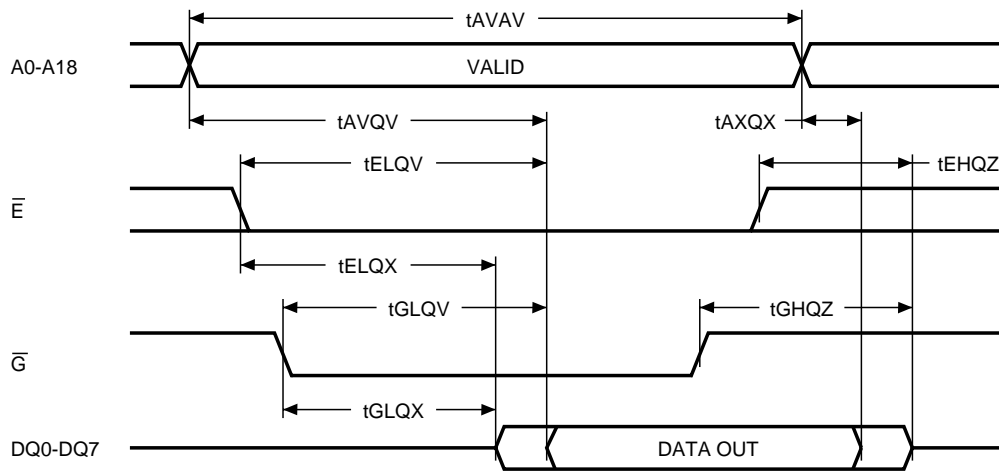 tAVAV
A0-A18 VALID
tAVQV tAXQX
tELQV tEHQZ
E̅
tELQX
tGLQV tGHQZ
G̅
tGLQX
DQ0-DQ7 DATA OUT